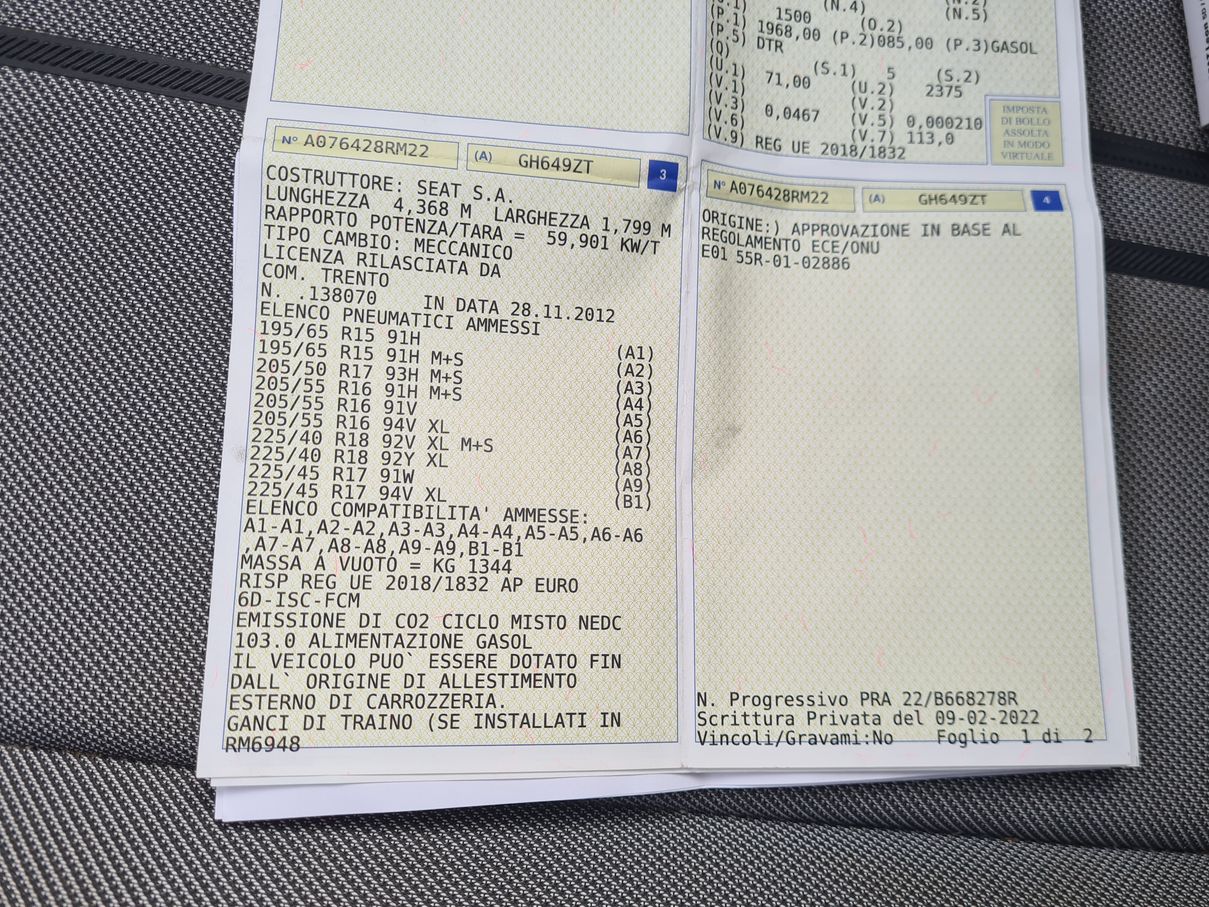 (N.4) (N.2)
(P.1) 1500 (O.2) (N.5)
(P.5) 1968,00 (P.2)085,00 (P.3)GASOL
(Q) DTR
(U.1) (S.1) 5 (S.2)
(V.1) 71,00 (U.2) 2375
(V.3) (V.2)
(V.6) 0,0467 (V.5) 0,000210
(V.9) REG UE 2018/1832 (V.7) 113,0
IMPOSTA
DI BOLLO
ASSOLTA
IN MODO
VIRTUALE
N° A076428RM22 (A) GH649ZT 3
COSTRUTTORE: SEAT S.A.
LUNGHEZZA 4,368 M LARGHEZZA 1,799 M
RAPPORTO POTENZA/TARA = 59,901 KW/T
TIPO CAMBIO: MECCANICO
LICENZA RILASCIATA DA
COM. TRENTO
N. .138070 IN DATA 28.11.2012
ELENCO PNEUMATICI AMMESSI
195/65 R15 91H (A1)
195/65 R15 91H M+S (A2)
205/50 R17 93H M+S (A3)
205/55 R16 91H M+S (A4)
205/55 R16 91V (A5)
205/55 R16 94V XL (A6)
225/40 R18 92V XL M+S (A7)
225/40 R18 92Y XL (A8)
225/45 R17 91W (A9)
225/45 R17 94V XL (B1)
ELENCO COMPATIBILITA' AMMESSE:
A1-A1,A2-A2,A3-A3,A4-A4,A5-A5,A6-A6
,A7-A7,A8-A8,A9-A9,B1-B1
MASSA A VUOTO = KG 1344
RISP REG UE 2018/1832 AP EURO
6D-ISC-FCM
EMISSIONE DI CO2 CICLO MISTO NEDC
103.0 ALIMENTAZIONE GASOL
IL VEICOLO PUO` ESSERE DOTATO FIN
DALL` ORIGINE DI ALLESTIMENTO
ESTERNO DI CARROZZERIA.
GANCI DI TRAINO (SE INSTALLATI IN
RM6948
N° A076428RM22 (A) GH649ZT 4
ORIGINE:) APPROVAZIONE IN BASE AL
REGOLAMENTO ECE/ONU
E01 55R-01-02886
N. Progressivo PRA 22/B668278R
Scrittura Privata del 09-02-2022
Vincoli/Gravami:No Foglio 1 di 2